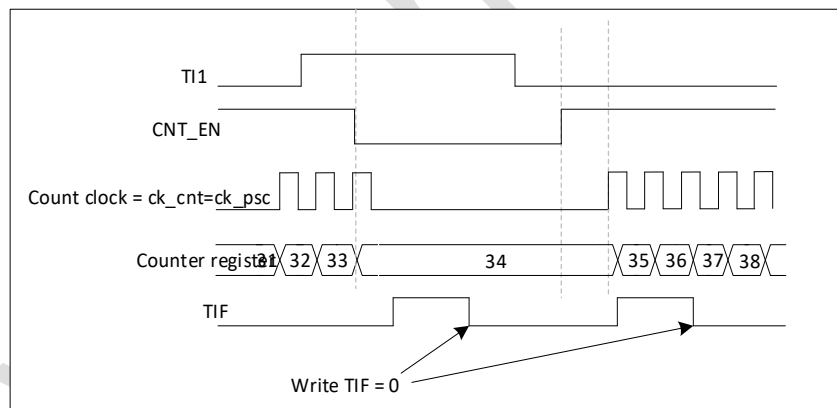 TI1
CNT_EN
Count clock = ck_cnt=ck_psc
Counter register 31 32 33 34 35 36 37 38
TIF
Write TIF = 0